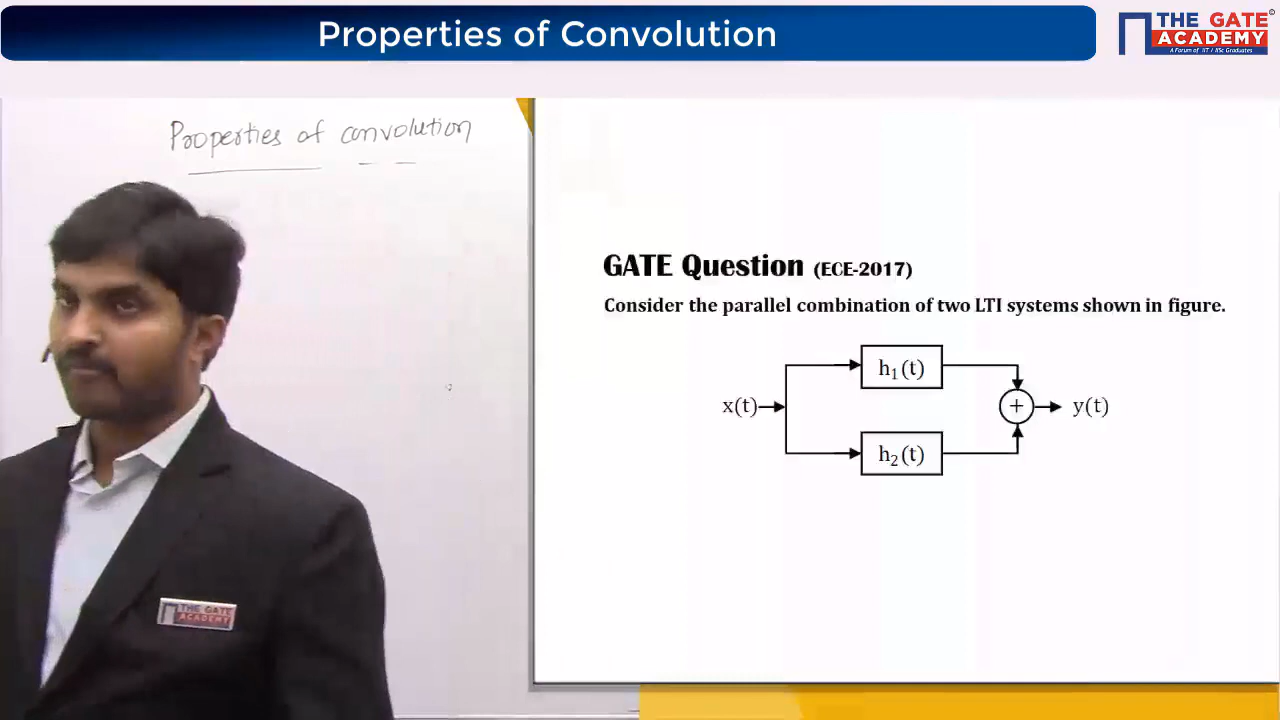 Properties of Convolution
THE GATE
ACADEMY
A Forum of IIT / IISc Graduates
©
Properties of convolution
GATE Question (ECE-2017)
Consider the parallel combination of two LTI systems shown in figure.
h₁(t)
x(t)
+
y(t)
h₂(t)
THE GATE
ACADEMY